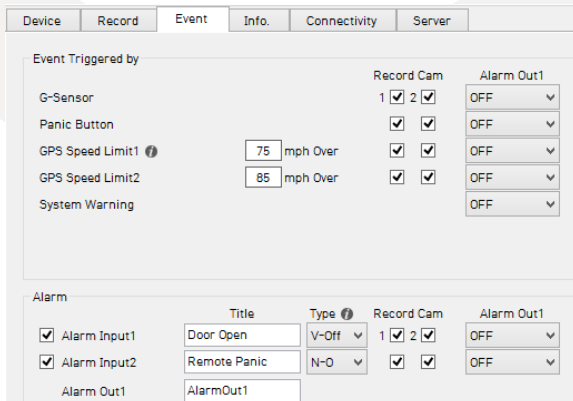 Device Record Event Info. Connectivity Server
Event Triggered by
Record Cam Alarm Out1
G-Sensor 1 2 OFF
Panic Button OFF
GPS Speed Limit1 i 75 mph Over OFF
GPS Speed Limit2 85 mph Over OFF
System Warning OFF
Alarm
Title Type i Record Cam Alarm Out1
Alarm Input1 Door Open V-Off 1 2 OFF
Alarm Input2 Remote Panic N-O OFF
Alarm Out1 AlarmOut1